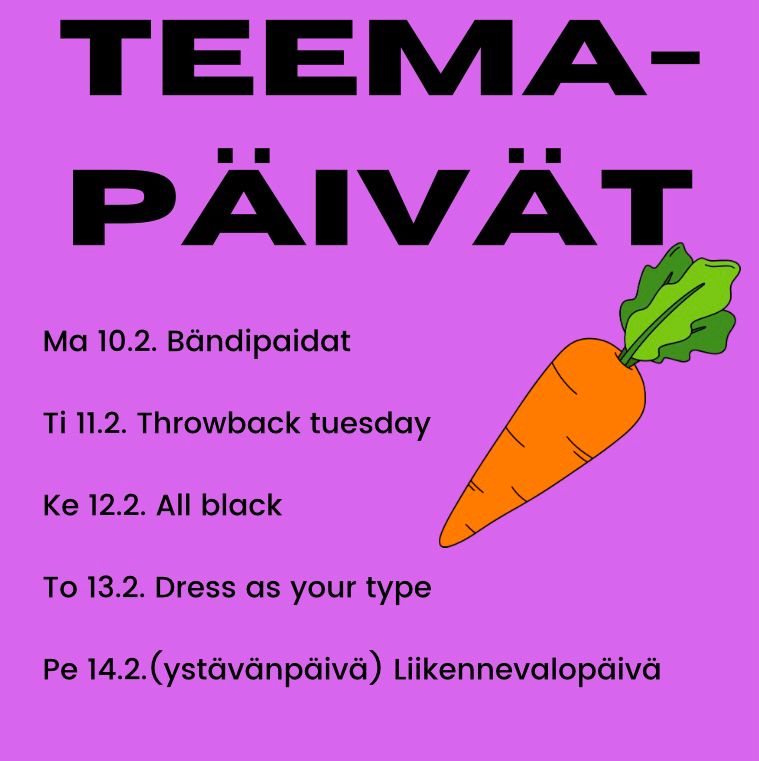 TEEMA-
PÄIVÄT
Ma 10.2. Bändipaidat
Ti 11.2. Throwback tuesday
Ke 12.2. All black
To 13.2. Dress as your type
Pe 14.2.(ystävänpäivä) Liikennevalopäivä